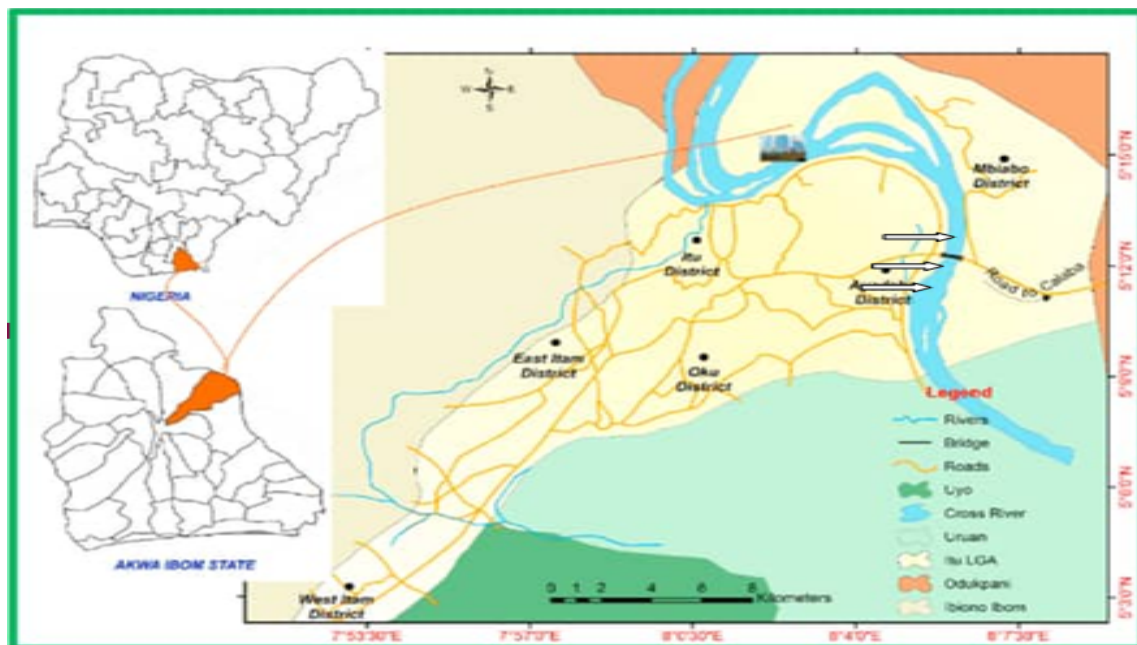 NIGERIA
AKWA IBOM STATE
N
W E
S
Mbiabo
District
Itu
District
District
Road to Calaba
East Itam
District
Oku
District
West Itam
District
Legend
Rivers
Bridge
Roads
Uyo
Cross River
Uruan
Itu LGA
Odukpani
Ibiono Ibom
0 1 2 4 6 8
Kilometers
5°15'0"N
5°12'0"N
5°9'0"N
5°6'0"N
5°3'0"N
7°53'30"E 7°57'0"E 8°0'30"E 8°4'0"E 8°7'30"E